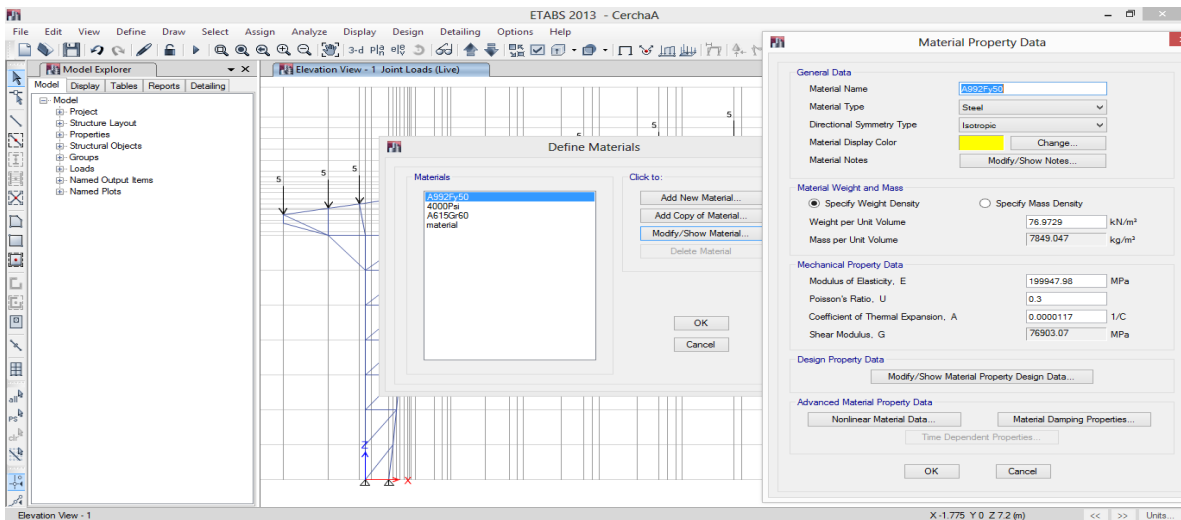 ETABS 2013 - CerchaA
File Edit View Define Draw Select Assign Analyze Display Design Detailing Options Help
3-d
Model Explorer
Model Display Tables Reports Detailing
Model
Project
Structure Layout
Properties
Structural Objects
Groups
Loads
Named Output Items
Named Plots
all
PS
clr
Elevation View - 1 Joint Loads (Live)
5
5
5
5
5
5
Z
X
Define Materials
Materials
A992Fy50
4000Psi
A615Gr60
material
Click to:
Add New Material...
Add Copy of Material...
Modify/Show Material...
Delete Material
OK
Cancel
Material Property Data
General Data
Material Name A992Fy50
Material Type Steel
Directional Symmetry Type Isotropic
Material Display Color Change...
Material Notes Modify/Show Notes...
Material Weight and Mass
Specify Weight Density Specify Mass Density
Weight per Unit Volume 76.9729 kN/m³
Mass per Unit Volume 7849.047 kg/m³
Mechanical Property Data
Modulus of Elasticity, E 199947.98 MPa
Poisson's Ratio, U 0.3
Coefficient of Thermal Expansion, A 0.0000117 1/C
Shear Modulus, G 76903.07 MPa
Design Property Data
Modify/Show Material Property Design Data...
Advanced Material Property Data
Nonlinear Material Data... Material Damping Properties...
Time Dependent Properties...
OK Cancel
Elevation View - 1
X -1.775 Y 0 Z 7.2 (m) << >> Units...